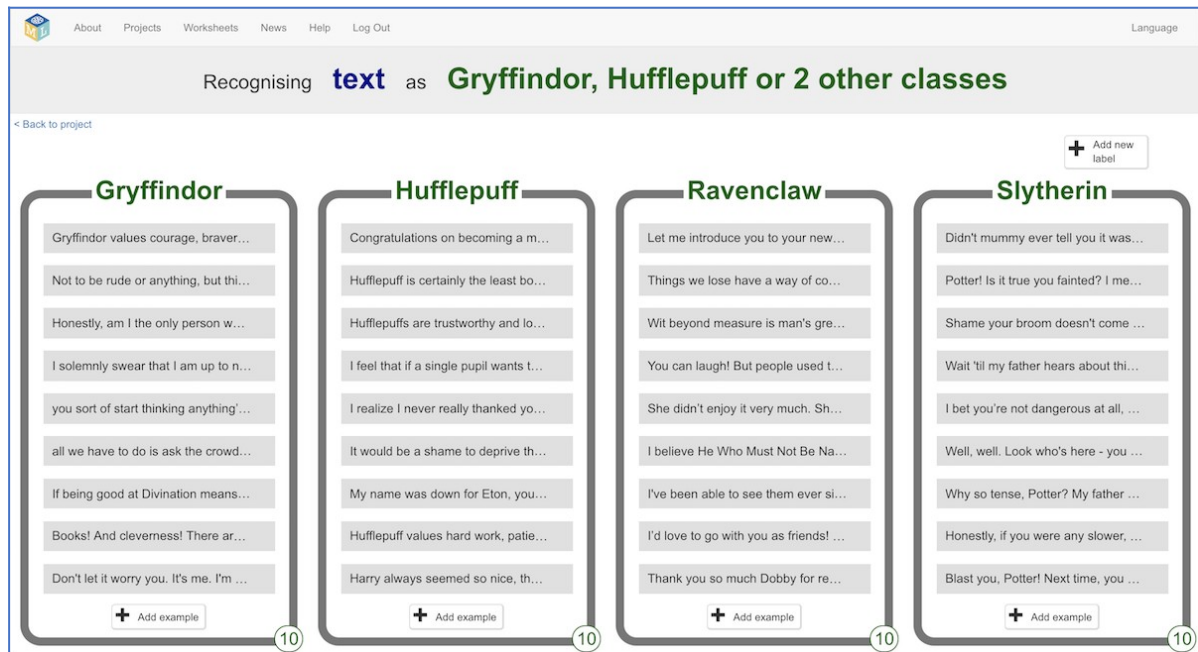 About Projects Worksheets News Help Log Out Language
Recognising text as Gryffindor, Hufflepuff or 2 other classes
< Back to project
Add new
label
Gryffindor
Gryffindor values courage, braver…
Not to be rude or anything, but thi…
Honestly, am I the only person w…
I solemnly swear that I am up to n…
you sort of start thinking anything’…
all we have to do is ask the crowd…
If being good at Divination means…
Books! And cleverness! There ar…
Don't let it worry you. It's me. I'm …
Add example
10
Hufflepuff
Congratulations on becoming a m…
Hufflepuff is certainly the least bo…
Hufflepuffs are trustworthy and lo…
I feel that if a single pupil wants t…
I realize I never really thanked yo…
It would be a shame to deprive th…
My name was down for Eton, you…
Hufflepuff values hard work, patie…
Harry always seemed so nice, th…
Add example
10
Ravenclaw
Let me introduce you to your new…
Things we lose have a way of co…
Wit beyond measure is man's gre…
You can laugh! But people used t…
She didn’t enjoy it very much. Sh…
I believe He Who Must Not Be Na…
I've been able to see them ever si…
I’d love to go with you as friends! …
Thank you so much Dobby for re…
Add example
10
Slytherin
Didn't mummy ever tell you it was…
Potter! Is it true you fainted? I me…
Shame your broom doesn't come …
Wait 'til my father hears about thi…
I bet you’re not dangerous at all, …
Well, well. Look who's here - you …
Why so tense, Potter? My father …
Honestly, if you were any slower, …
Blast you, Potter! Next time, you …
Add example
10